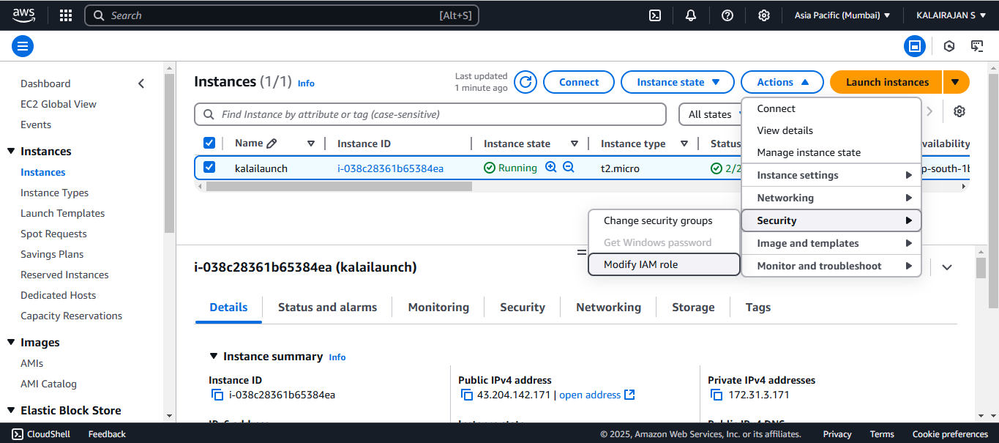 aws
Search [Alt+S]
Asia Pacific (Mumbai)
KALAIRAJAN S
Dashboard
EC2 Global View
Events
Instances
Instances
Instance Types
Launch Templates
Spot Requests
Savings Plans
Reserved Instances
Dedicated Hosts
Capacity Reservations
Images
AMIs
AMI Catalog
Elastic Block Store
Instances (1/1) Info
Last updated
1 minute ago
Connect
Instance state
Actions
Launch instances
Find Instance by attribute or tag (case-sensitive)
All states
Name
Instance ID
Instance state
Instance type
Status
vailability
kalailaunch
i-038c28361b65384ea
Running
t2.micro
2/2
p-south-1b
Connect
View details
Manage instance state
Instance settings
Networking
Security
Image and templates
Monitor and troubleshoot
Change security groups
Get Windows password
Modify IAM role
i-038c28361b65384ea (kalailaunch)
Details
Status and alarms
Monitoring
Security
Networking
Storage
Tags
Instance summary Info
Instance ID
i-038c28361b65384ea
Public IPv4 address
43.204.142.171 | open address
Private IPv4 addresses
172.31.3.171
CloudShell
Feedback
© 2025, Amazon Web Services, Inc. or its affiliates.
Privacy
Terms
Cookie preferences